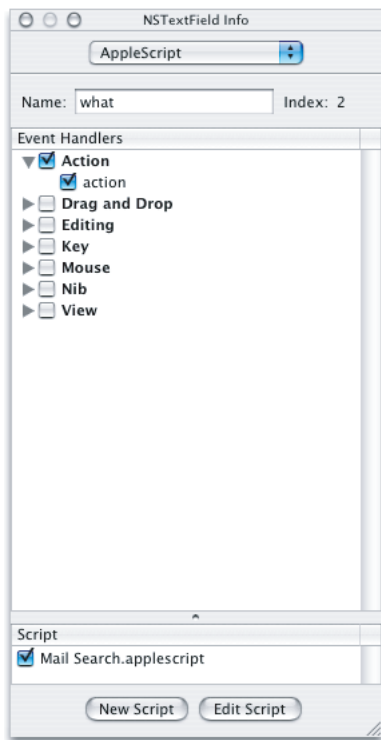 NSTextField Info
AppleScript
Name: what Index: 2
Event Handlers
Action
action
Drag and Drop
Editing
Key
Mouse
Nib
View
Script
Mail Search.applescript
New Script Edit Script